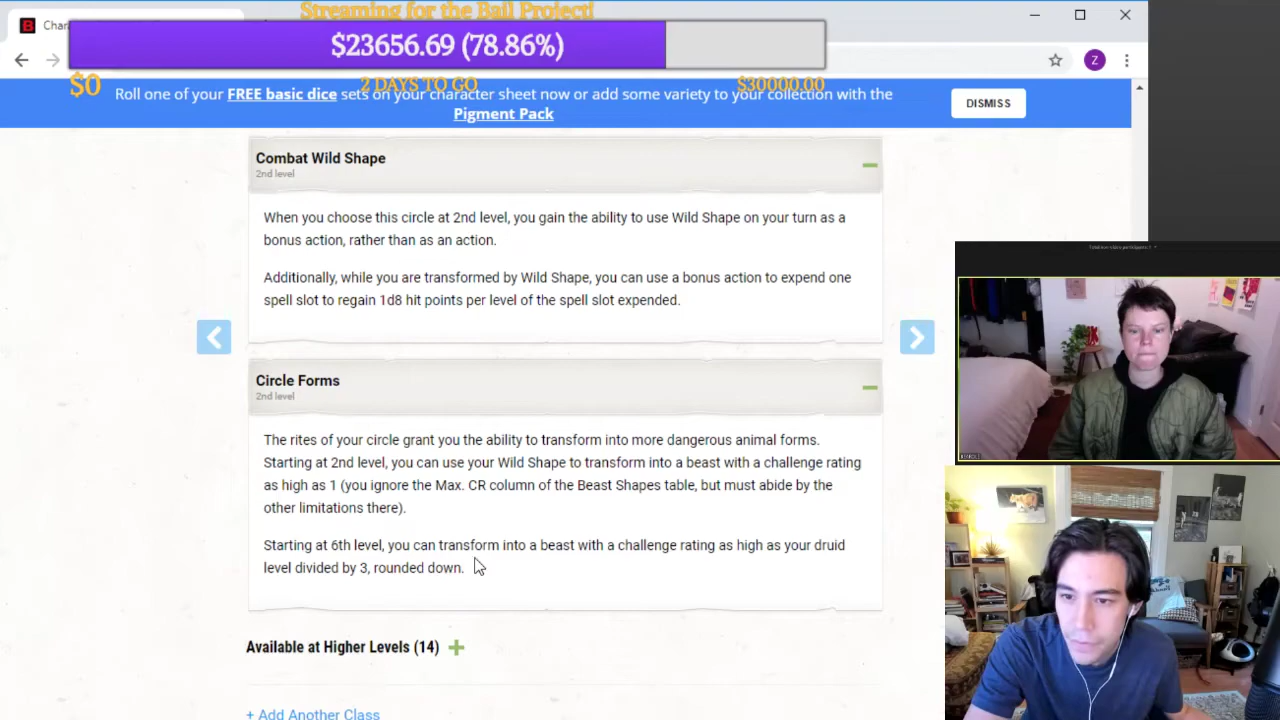 Streaming for the Bail Project!
$23656.69 (78.86%)
$0
2 DAYS TO GO
$30000.00
Z
Roll one of your FREE basic dice sets on your character sheet now or add some variety to your collection with the
Pigment Pack
DISMISS
Combat Wild Shape
2nd level
When you choose this circle at 2nd level, you gain the ability to use Wild Shape on your turn as a
bonus action, rather than as an action.
Additionally, while you are transformed by Wild Shape, you can use a bonus action to expend one
spell slot to regain 1d8 hit points per level of the spell slot expended.
Circle Forms
2nd level
The rites of your circle grant you the ability to transform into more dangerous animal forms.
Starting at 2nd level, you can use your Wild Shape to transform into a beast with a challenge rating
as high as 1 (you ignore the Max. CR column of the Beast Shapes table, but must abide by the
other limitations there).
Starting at 6th level, you can transform into a beast with a challenge rating as high as your druid
level divided by 3, rounded down.
Available at Higher Levels (14)
+ Add Another Class